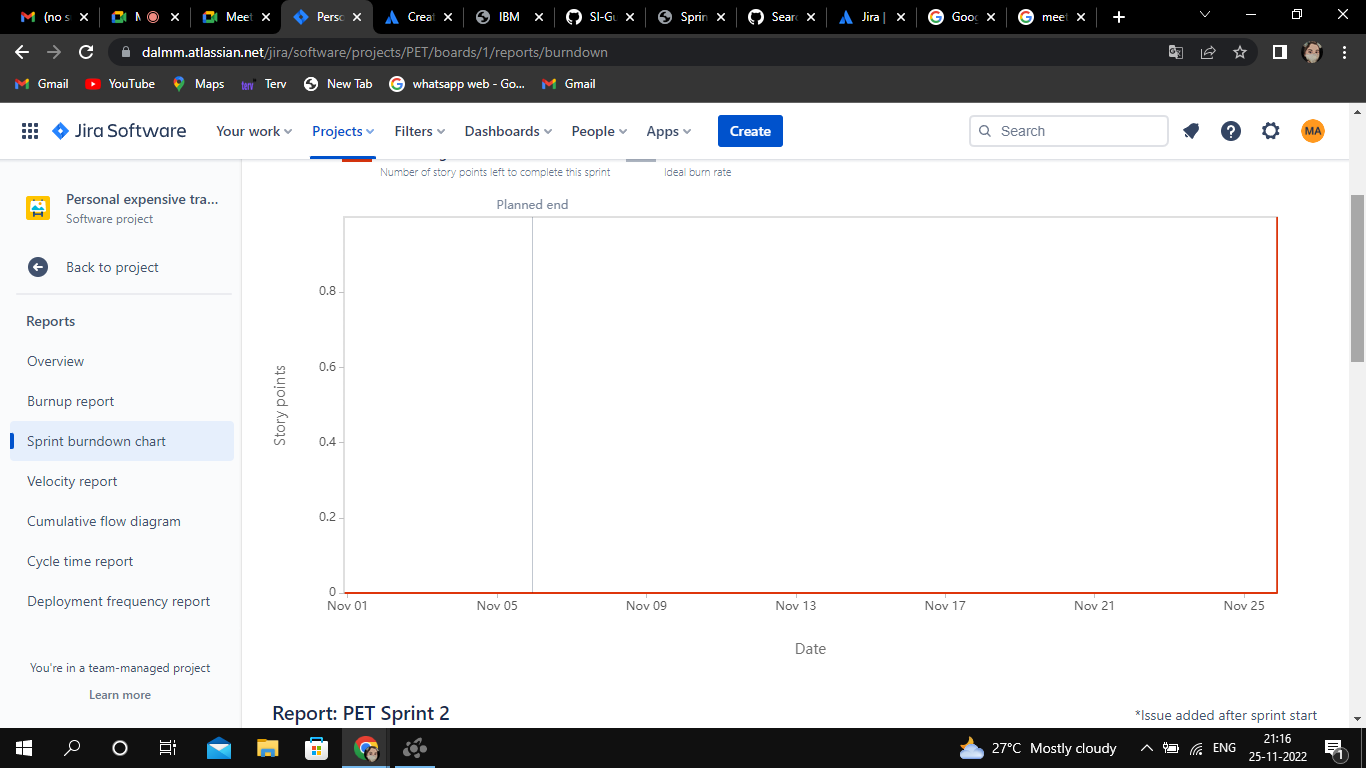 (no s
M
Meet
Perso
Creat
IBM
SI-Gu
Sprin
Searc
Jira |
Goog
meet
dalmm.atlassian.net/jira/software/projects/PET/boards/1/reports/burndown
Gmail
YouTube
Maps
Terv
New Tab
whatsapp web - Go...
Gmail
Jira Software
Your work
Projects
Filters
Dashboards
People
Apps
Create
Search
MA
Personal expensive tra...
Software project
Back to project
Reports
Overview
Burnup report
Sprint burndown chart
Velocity report
Cumulative flow diagram
Cycle time report
Deployment frequency report
You're in a team-managed project
Learn more
Number of story points left to complete this sprint
Ideal burn rate
Planned end
0.8
0.6
0.4
0.2
0
Story points
Nov 01
Nov 05
Nov 09
Nov 13
Nov 17
Nov 21
Nov 25
Date
Report: PET Sprint 2
*Issue added after sprint start
27°C Mostly cloudy
ENG
21:16
25-11-2022
1